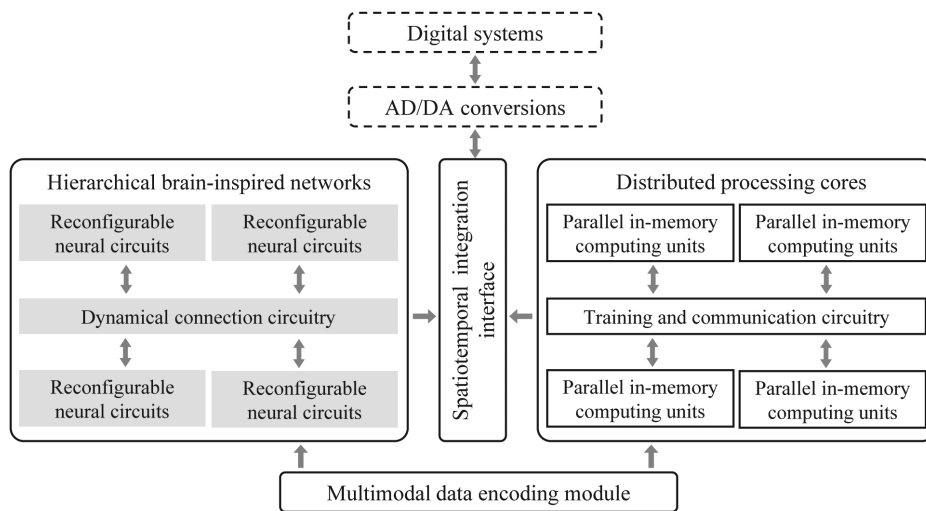 Digital systems
AD/DA conversions
Hierarchical brain-inspired networks
Reconfigurable
neural circuits
Reconfigurable
neural circuits
Dynamical connection circuitry
Reconfigurable
neural circuits
Reconfigurable
neural circuits
Spatiotemporal integration
interface
Distributed processing cores
Parallel in-memory
computing units
Parallel in-memory
computing units
Training and communication circuitry
Parallel in-memory
computing units
Parallel in-memory
computing units
Multimodal data encoding module